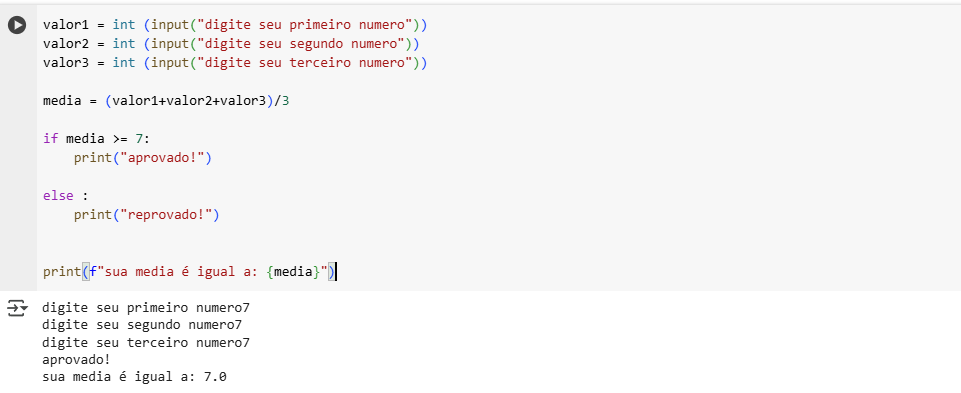 valor1 = int (input("digite seu primeiro numero"))
valor2 = int (input("digite seu segundo numero"))
valor3 = int (input("digite seu terceiro numero"))
media = (valor1+valor2+valor3)/3
if media >= 7:
    print("aprovado!")
else :
    print("reprovado!")
print(f"sua media é igual a: {media}")
digite seu primeiro numero7
digite seu segundo numero7
digite seu terceiro numero7
aprovado!
sua media é igual a: 7.0